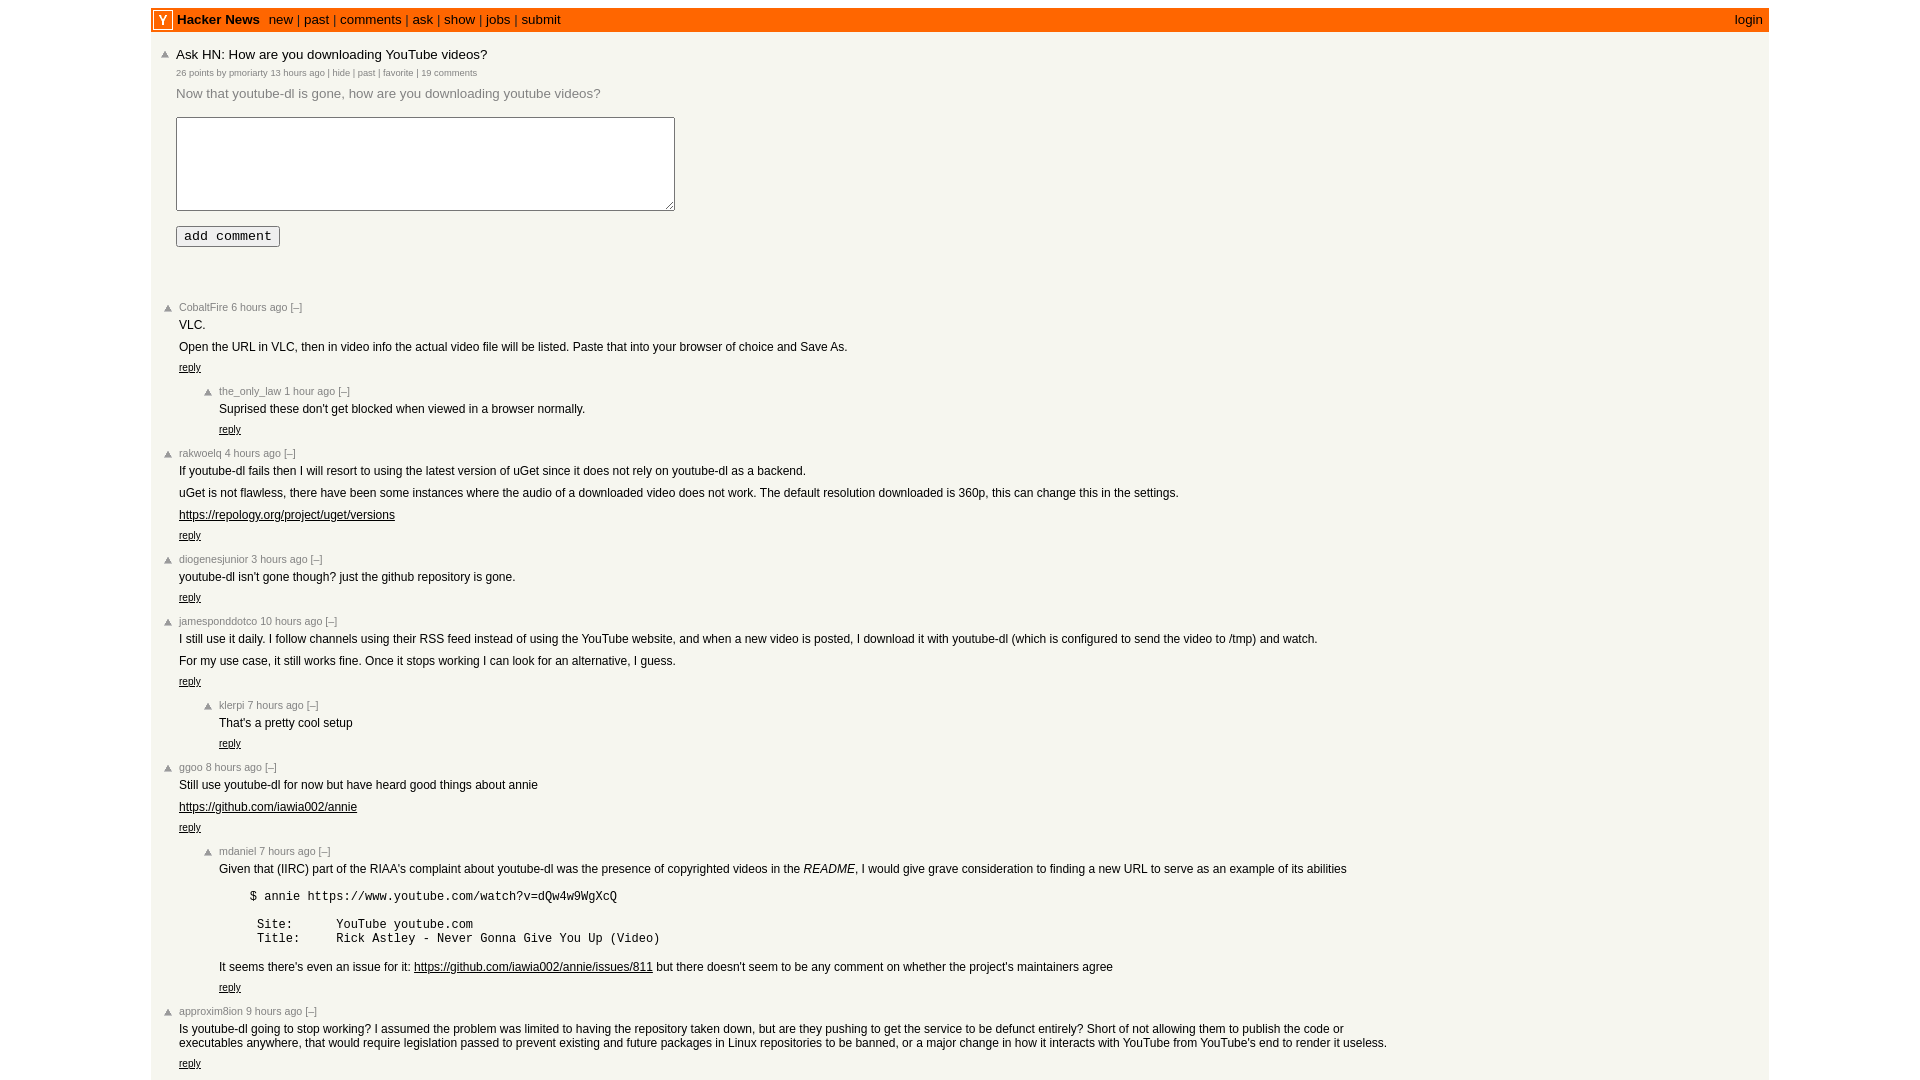 Y Hacker News new | past | comments | ask | show | jobs | submit login
Ask HN: How are you downloading YouTube videos?
26 points by pmoriarty 13 hours ago | hide | past | favorite | 19 comments
Now that youtube-dl is gone, how are you downloading youtube videos?
add comment
CobaltFire 6 hours ago [–]
VLC.
Open the URL in VLC, then in video info the actual video file will be listed. Paste that into your browser of choice and Save As.
reply
the_only_law 1 hour ago [–]
Suprised these don't get blocked when viewed in a browser normally.
reply
rakwoelq 4 hours ago [–]
If youtube-dl fails then I will resort to using the latest version of uGet since it does not rely on youtube-dl as a backend.
uGet is not flawless, there have been some instances where the audio of a downloaded video does not work. The default resolution downloaded is 360p, this can change this in the settings.
https://repology.org/project/uget/versions
reply
diogenesjunior 3 hours ago [–]
youtube-dl isn't gone though? just the github repository is gone.
reply
jamesponddotco 10 hours ago [–]
I still use it daily. I follow channels using their RSS feed instead of using the YouTube website, and when a new video is posted, I download it with youtube-dl (which is configured to send the video to /tmp) and watch.
For my use case, it still works fine. Once it stops working I can look for an alternative, I guess.
reply
klerpi 7 hours ago [–]
That's a pretty cool setup
reply
ggoo 8 hours ago [–]
Still use youtube-dl for now but have heard good things about annie
https://github.com/iawia002/annie
reply
mdaniel 7 hours ago [–]
Given that (IIRC) part of the RIAA's complaint about youtube-dl was the presence of copyrighted videos in the README, I would give grave consideration to finding a new URL to serve as an example of its abilities
$ annie https://www.youtube.com/watch?v=dQw4w9WgXcQ
Site: YouTube youtube.com
Title: Rick Astley - Never Gonna Give You Up (Video)
It seems there's even an issue for it: https://github.com/iawia002/annie/issues/811 but there doesn't seem to be any comment on whether the project's maintainers agree
reply
approxim8ion 9 hours ago [–]
Is youtube-dl going to stop working? I assumed the problem was limited to having the repository taken down, but are they pushing to get the service to be defunct entirely? Short of not allowing them to publish the code or
executables anywhere, that would require legislation passed to prevent existing and future packages in Linux repositories to be banned, or a major change in how it interacts with YouTube from YouTube's end to render it useless.
reply